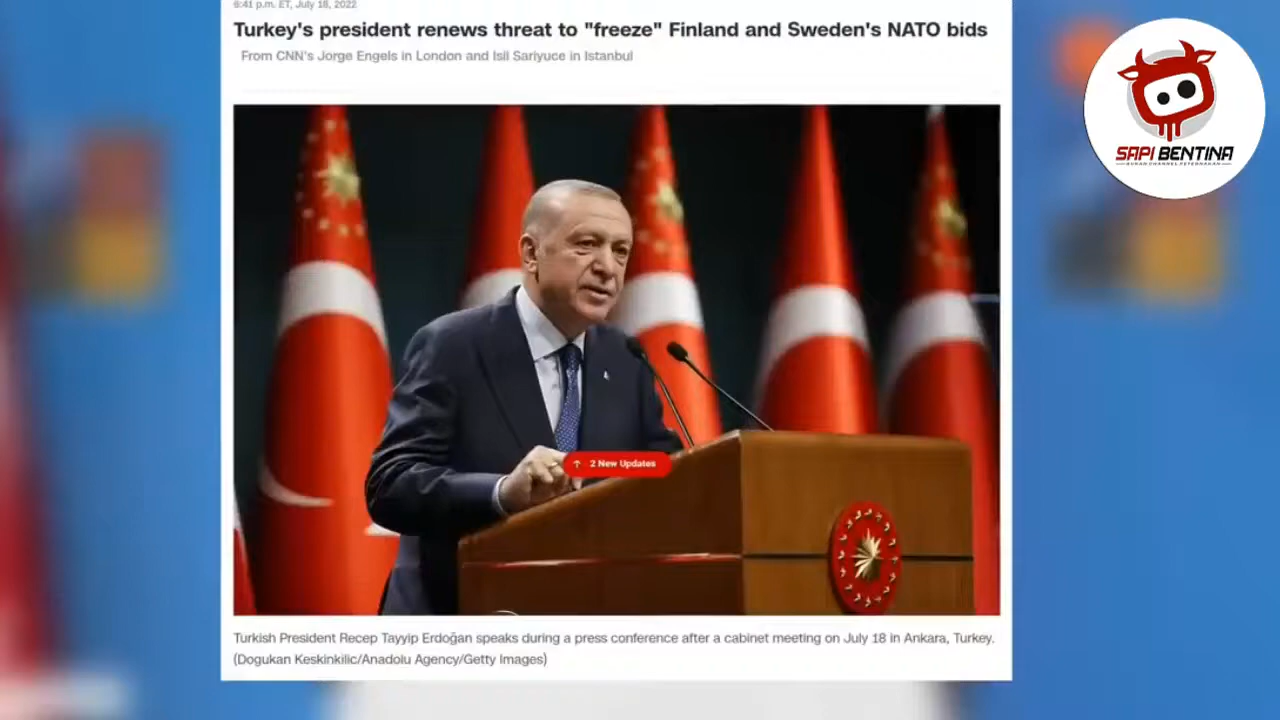 6:41 p.m. ET, July 18, 2022
Turkey's president renews threat to "freeze" Finland and Sweden's NATO bids
From CNN's Jorge Engels in London and Isil Sariyuce in Istanbul
SAPI BENTINA
BUKAN CHANNEL PETERNAKAN
2 New Updates
Turkish President Recep Tayyip Erdoğan speaks during a press conference after a cabinet meeting on July 18 in Ankara, Turkey.
(Dogukan Keskinkilic/Anadolu Agency/Getty Images)